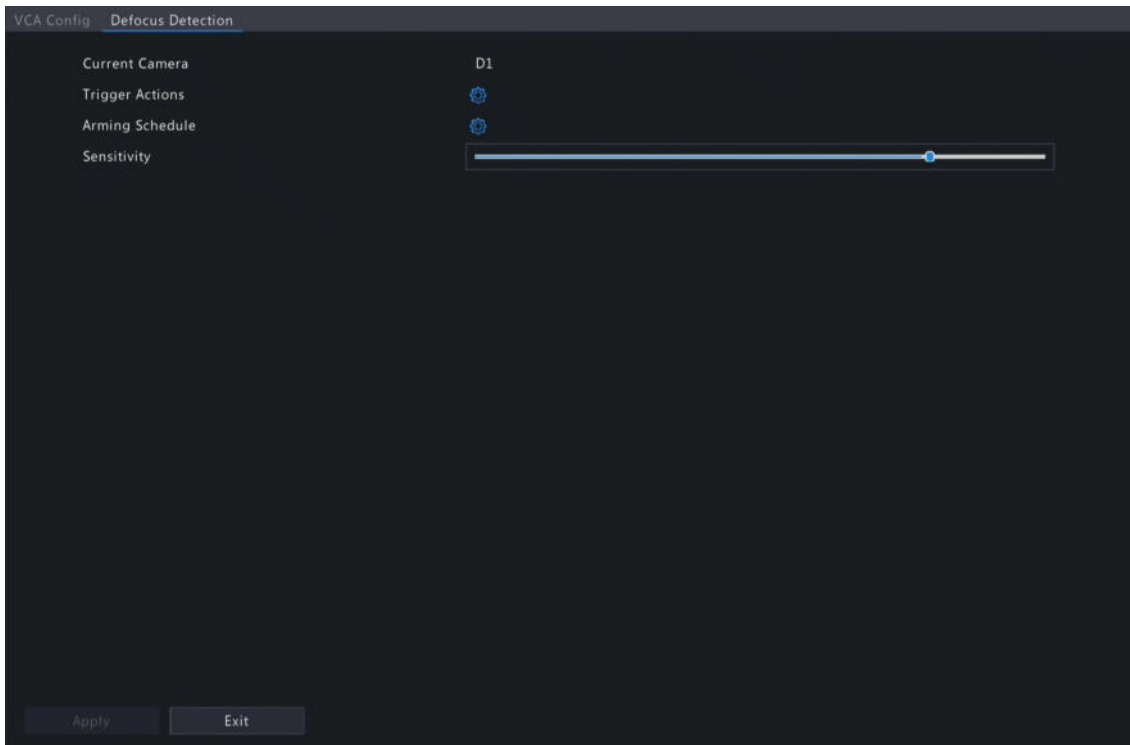 VCA Config Defocus Detection
Current Camera D1
Trigger Actions
Arming Schedule
Sensitivity
Apply Exit